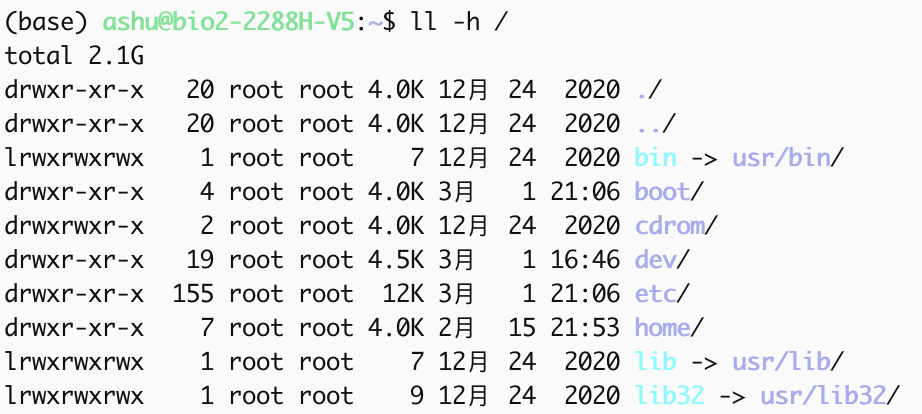 (base) ashu@bio2-2288H-V5:~$ ll -h /
total 2.1G
drwxr-xr-x   20 root root 4.0K 12月 24  2020 ./
drwxr-xr-x   20 root root 4.0K 12月 24  2020 ../
lrwxrwxrwx    1 root root    7 12月 24  2020 bin -> usr/bin/
drwxr-xr-x    4 root root 4.0K 3月   1 21:06 boot/
drwxrwxr-x    2 root root 4.0K 12月 24  2020 cdrom/
drwxr-xr-x   19 root root 4.5K 3月   1 16:46 dev/
drwxr-xr-x  155 root root  12K 3月   1 21:06 etc/
drwxr-xr-x    7 root root 4.0K 2月  15 21:53 home/
lrwxrwxrwx    1 root root    7 12月 24  2020 lib -> usr/lib/
lrwxrwxrwx    1 root root    9 12月 24  2020 lib32 -> usr/lib32/